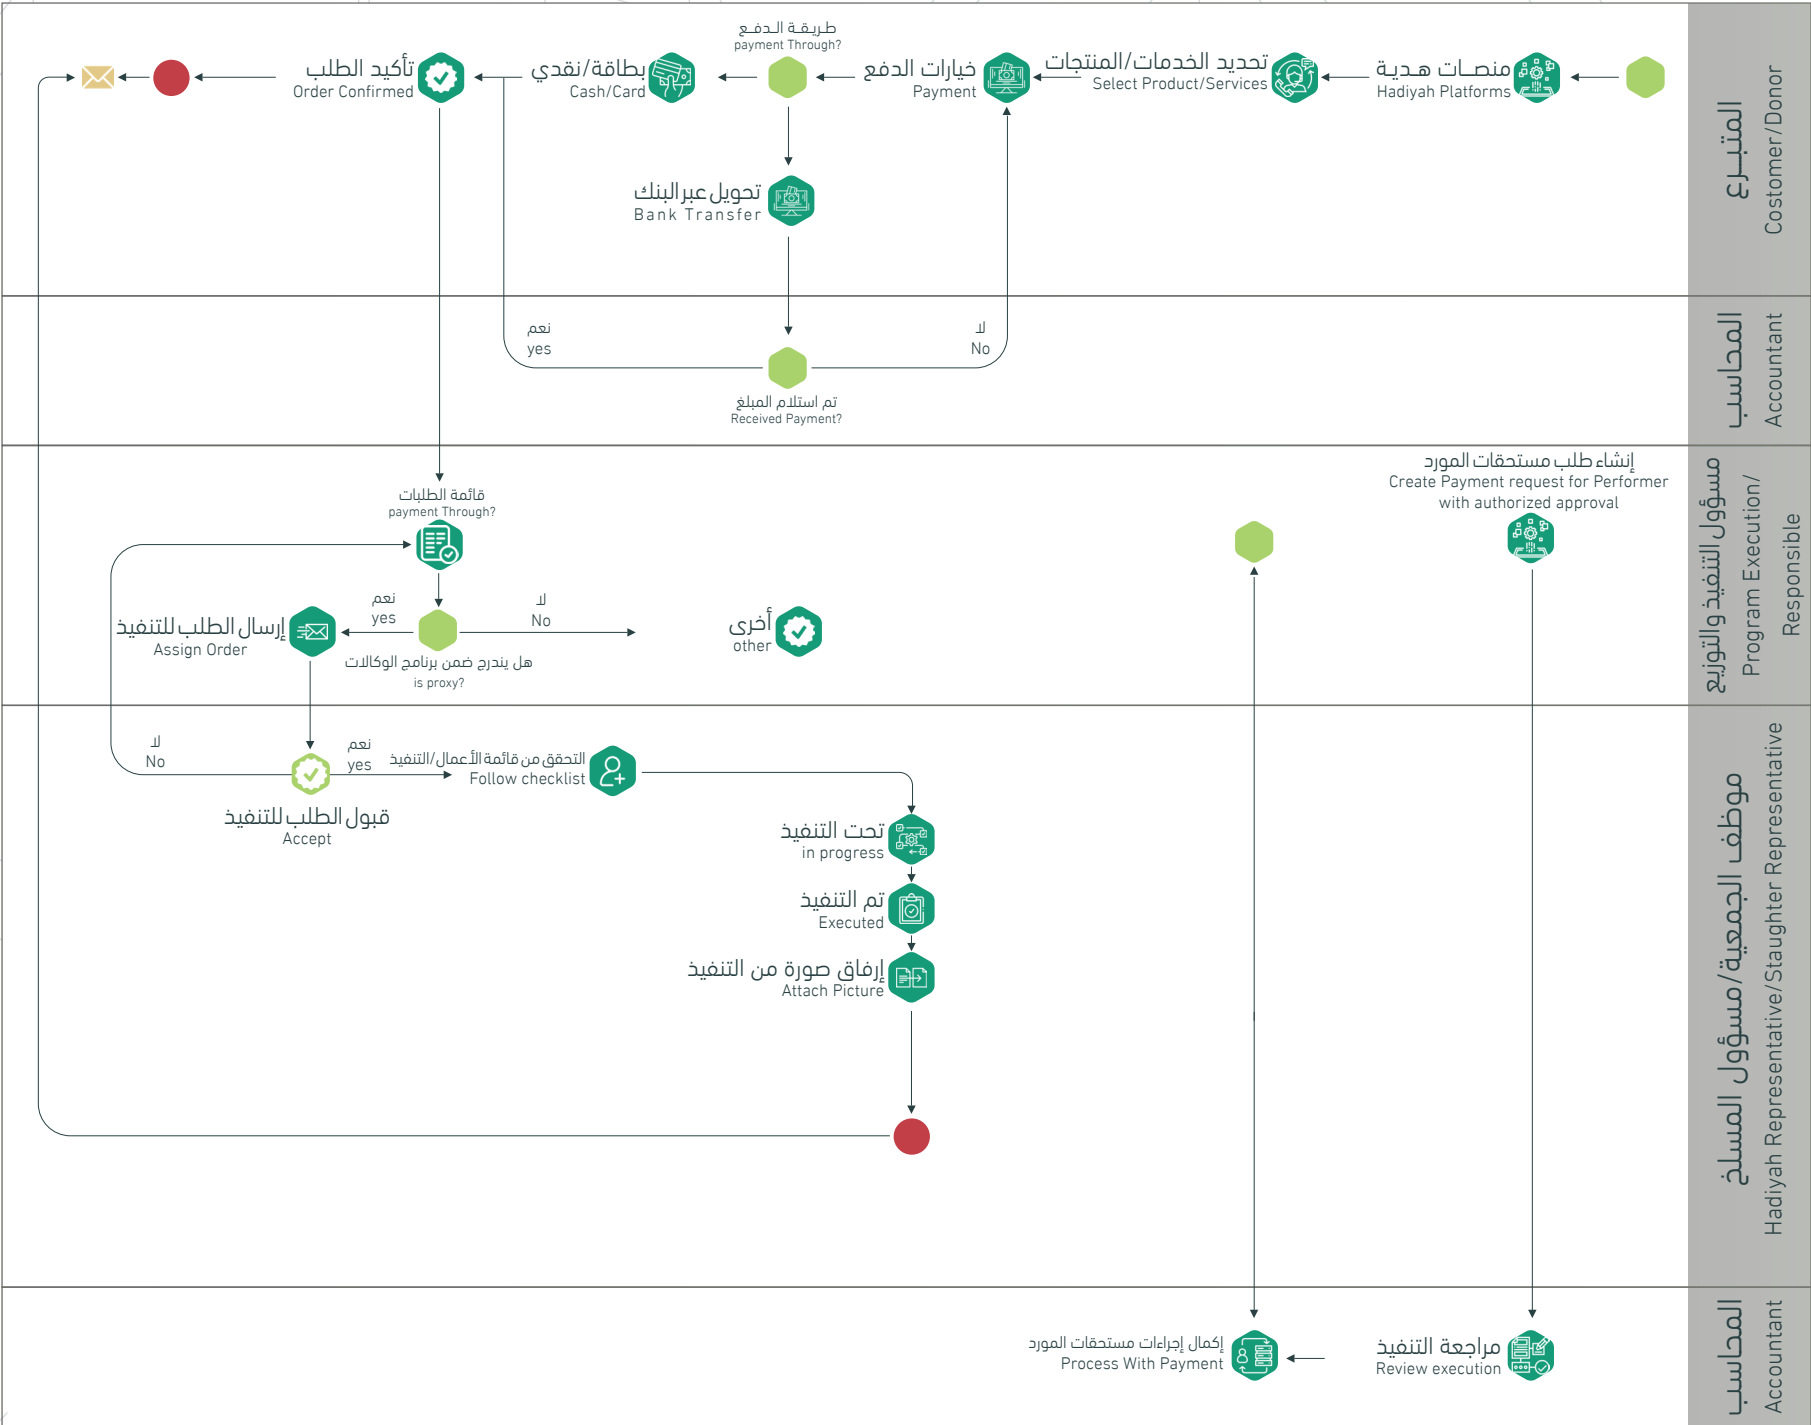 المتبـــرع
Costomer/Donor
منصــات هـديـة
Hadiyah Platforms
تحديد الخدمات/المنتجات
Select Product/Services
خيارات الدفع
Payment
طـريـقـة الـدفـع
payment Through?
بطاقة/نقدي
Cash/Card
تأكيد الطلب
Order Confirmed
تحويل عبر البنك
Bank Transfer
المحاسب
Accountant
لا
No
نعم
yes
تم استلام المبلغ
Received Payment?
مسؤول التنفيذ والتوزيع
Program Execution/
Responsible
إنشاء طلب مستحقات المورد
Create Payment request for Performer
with authorized approval
قائمة الطلبات
payment Through?
أخرى
other
لا
No
نعم
yes
هل يندرج ضمن برنامج الوكالات
is proxy?
إرسال الطلب للتنفيذ
Assign Order
موظف الجمعية/مسؤول المسلخ
Hadiyah Representative/Staughter Representative
لا
No
نعم
yes
قبول الطلب للتنفيذ
Accept
التحقق من قائمة الأعمال/التنفيذ
Follow checklist
تحت التنفيذ
in progress
تم التنفيذ
Executed
إرفاق صورة من التنفيذ
Attach Picture
المحاسب
Accountant
مراجعة التنفيذ
Review execution
إكمال إجراءات مستحقات المورد
Process With Payment